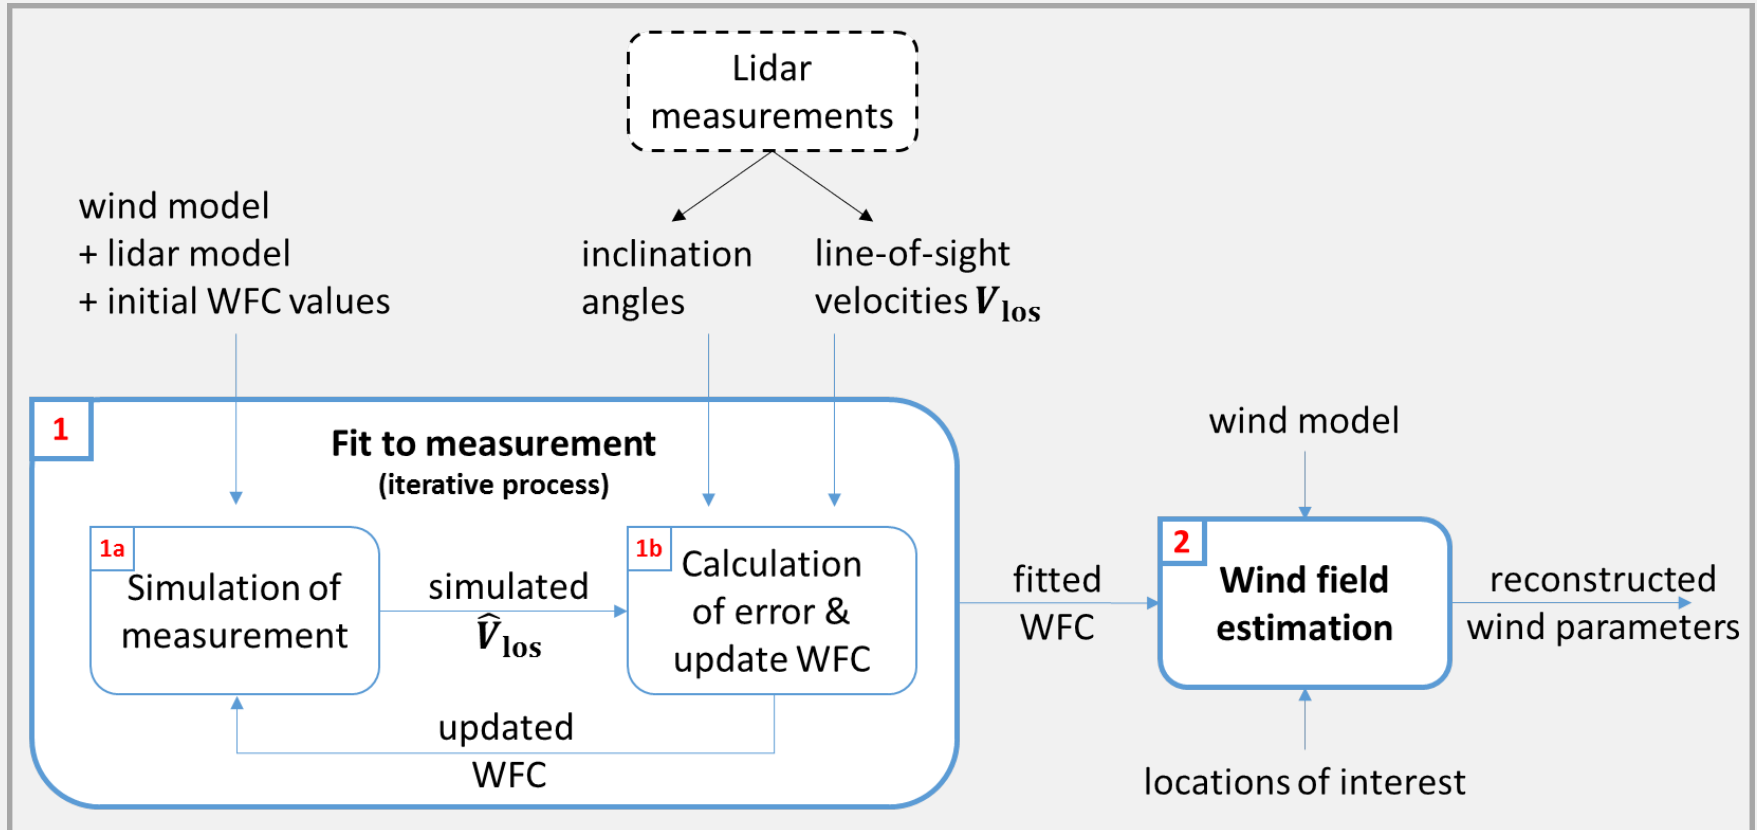 Lidar
measurements
wind model
+ lidar model
+ initial WFC values
inclination
angles
line-of-sight
velocities V_los
1
Fit to measurement
(iterative process)
1a
Simulation of
measurement
simulated
V̂_los
1b
Calculation
of error &
update WFC
updated
WFC
fitted
WFC
wind model
2
Wind field
estimation
locations of interest
reconstructed
wind parameters